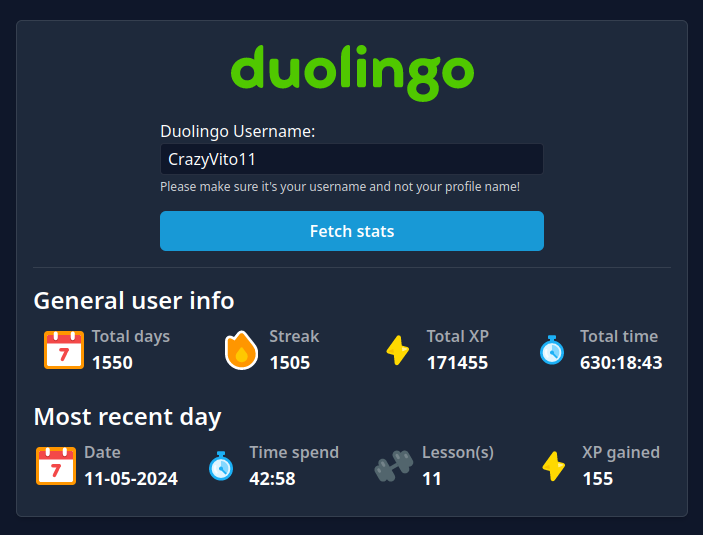 duolingo
Duolingo Username:
CrazyVito11
Please make sure it's your username and not your profile name!
Fetch stats
General user info
7 Total days Streak Total XP Total time
1550 1505 171455 630:18:43
Most recent day
7 Date Time spend Lesson(s) XP gained
11-05-2024 42:58 11 155